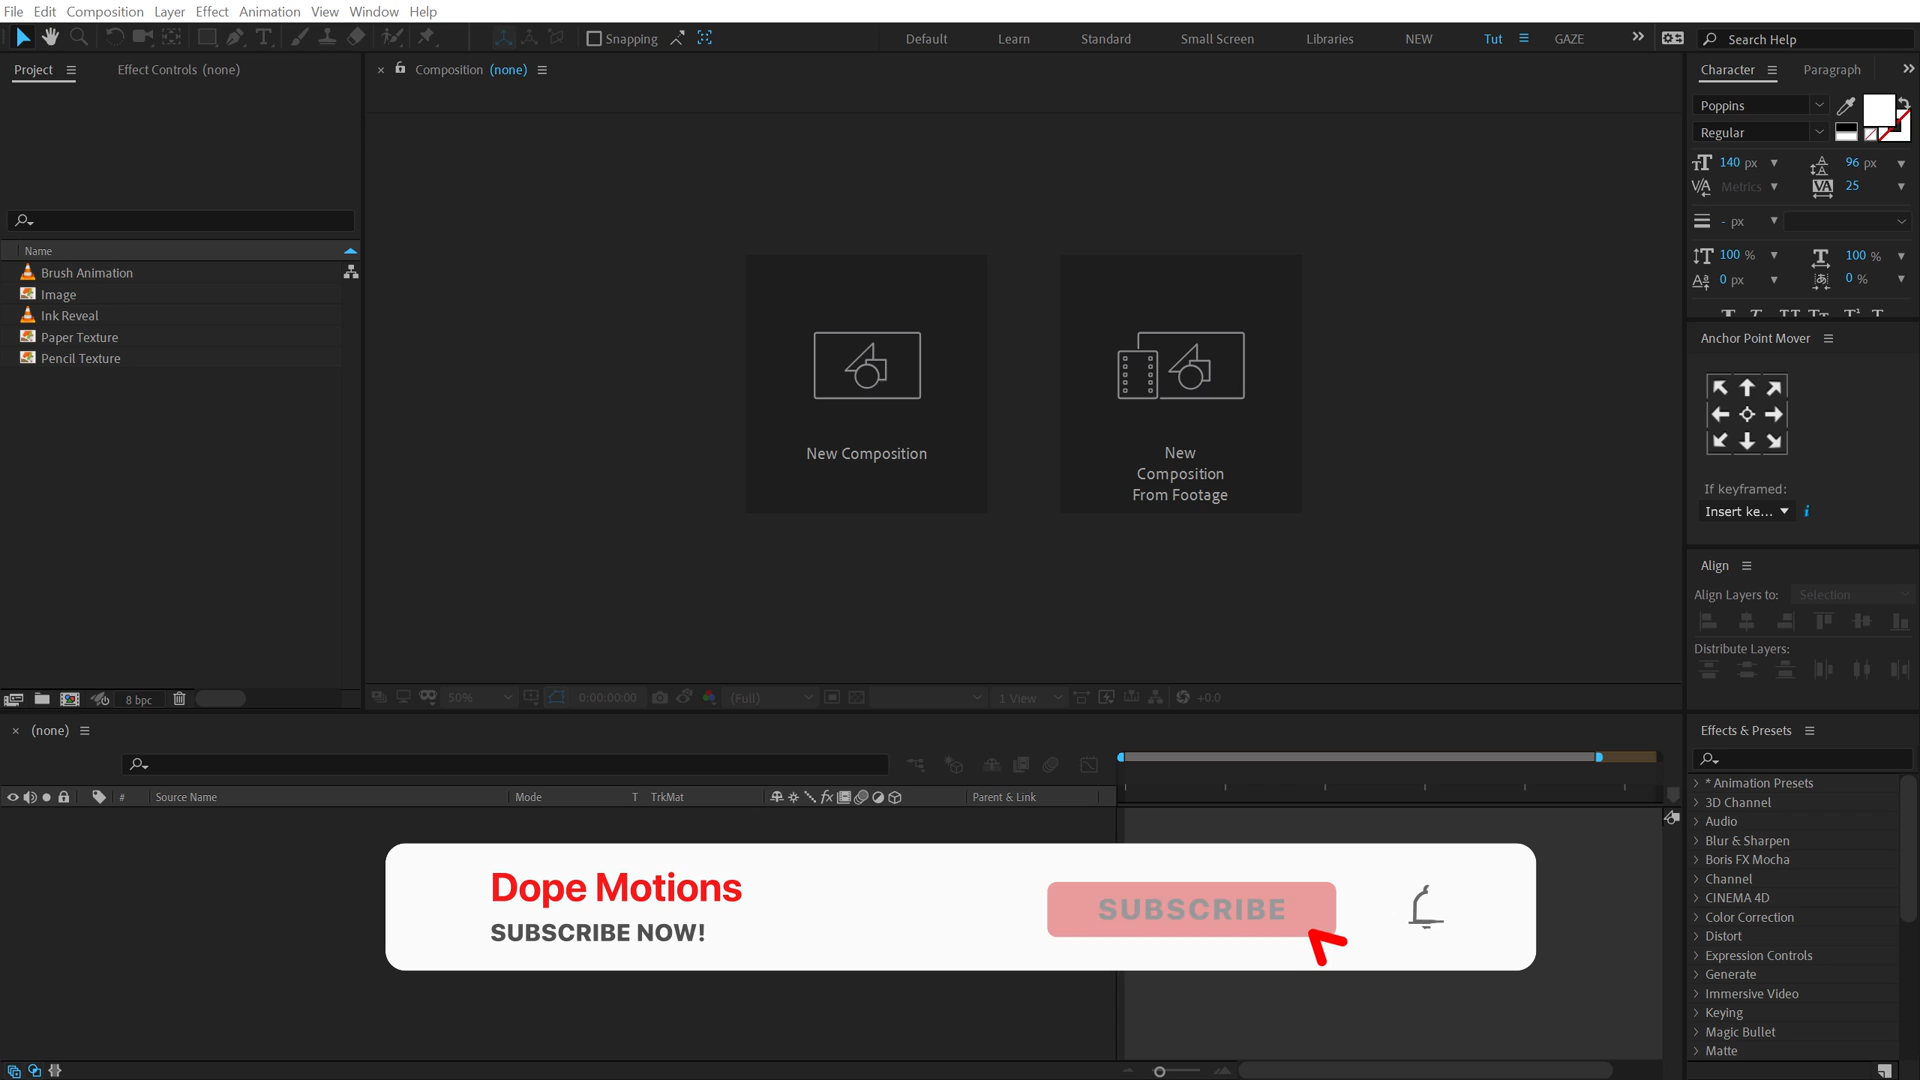 File Edit Composition Layer Effect Animation View Window Help
Snapping
Default Learn Standard Small Screen Libraries NEW Tut GAZE
Search Help
Project
Effect Controls (none)
Composition (none)
Character Paragraph
Poppins
Regular
140 px 96 px
Metrics 25
- px
100 % 100 %
0 px 0 %
Name
Brush Animation
Image
Ink Reveal
Paper Texture
Pencil Texture
New Composition
New
Composition
From Footage
Anchor Point Mover
If keyframed:
Insert ke...
Align
Align Layers to: Selection
Distribute Layers:
8 bpc
50% 0:00:00:00 (Full) 1 View +0.0
(none)
# Source Name Mode T TrkMat Parent & Link
Dope Motions
SUBSCRIBE NOW!
SUBSCRIBE
Effects & Presets
* Animation Presets
3D Channel
Audio
Blur & Sharpen
Boris FX Mocha
Channel
CINEMA 4D
Color Correction
Distort
Expression Controls
Generate
Immersive Video
Keying
Magic Bullet
Matte